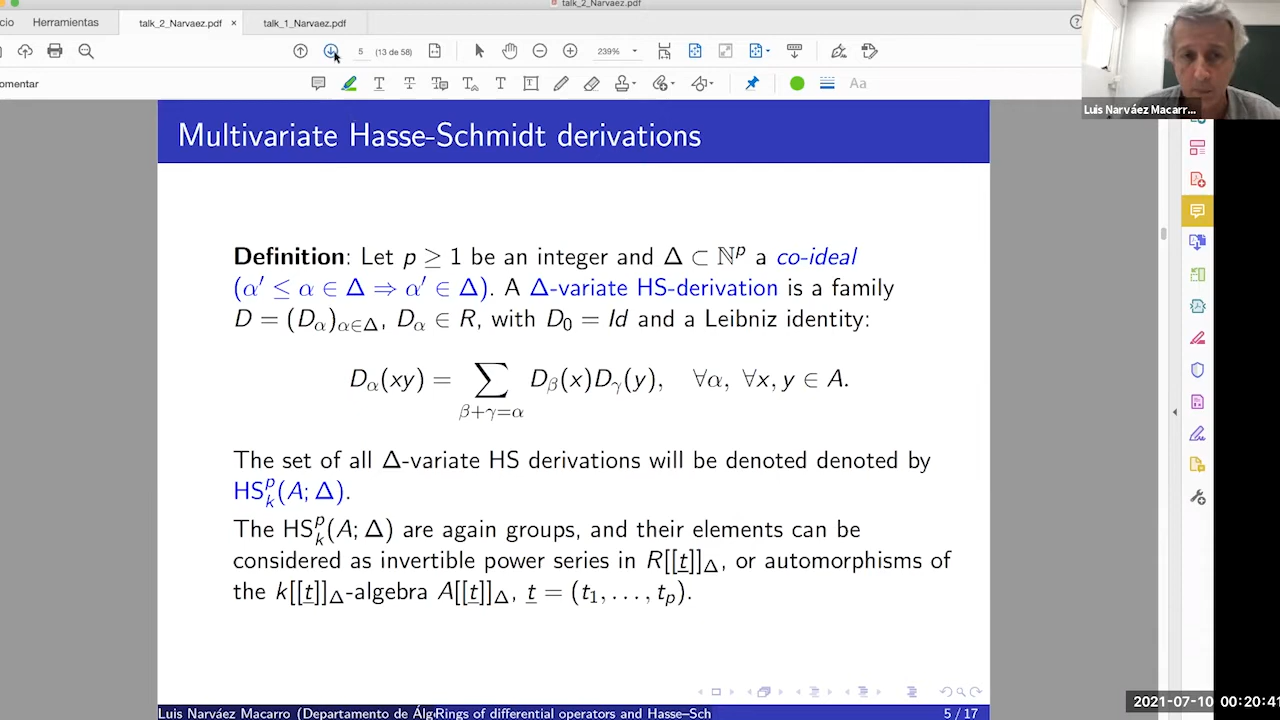 talk_2_Narvaez.pdf
Herramientas
talk_2_Narvaez.pdf ×
talk_1_Narvaez.pdf
5 (13 de 58)
239%
omentar
Aa
Luis Narváez Macarr...
Multivariate Hasse-Schmidt derivations
Definition: Let p ≥ 1 be an integer and Δ ⊂ ℕ^p a co-ideal
(α′ ≤ α ∈ Δ ⇒ α′ ∈ Δ). A Δ-variate HS-derivation is a family
D = (D_α)_{α∈Δ}, D_α ∈ R, with D_0 = Id and a Leibniz identity:
D_α(xy) = ∑_{β+γ=α} D_β(x)D_γ(y), ∀α, ∀x, y ∈ A.
The set of all Δ-variate HS derivations will be denoted denoted by
HS^p_k(A; Δ).
The HS^p_k(A; Δ) are again groups, and their elements can be
considered as invertible power series in R[[t]]_Δ, or automorphisms of
the k[[t]]_Δ-algebra A[[t]]_Δ, t = (t_1, . . . , t_p).
Luis Narváez Macarro (Departamento de Álg
Rings of differential operators and Hasse–Sch
5 / 17
2021-07-10 00:20:4